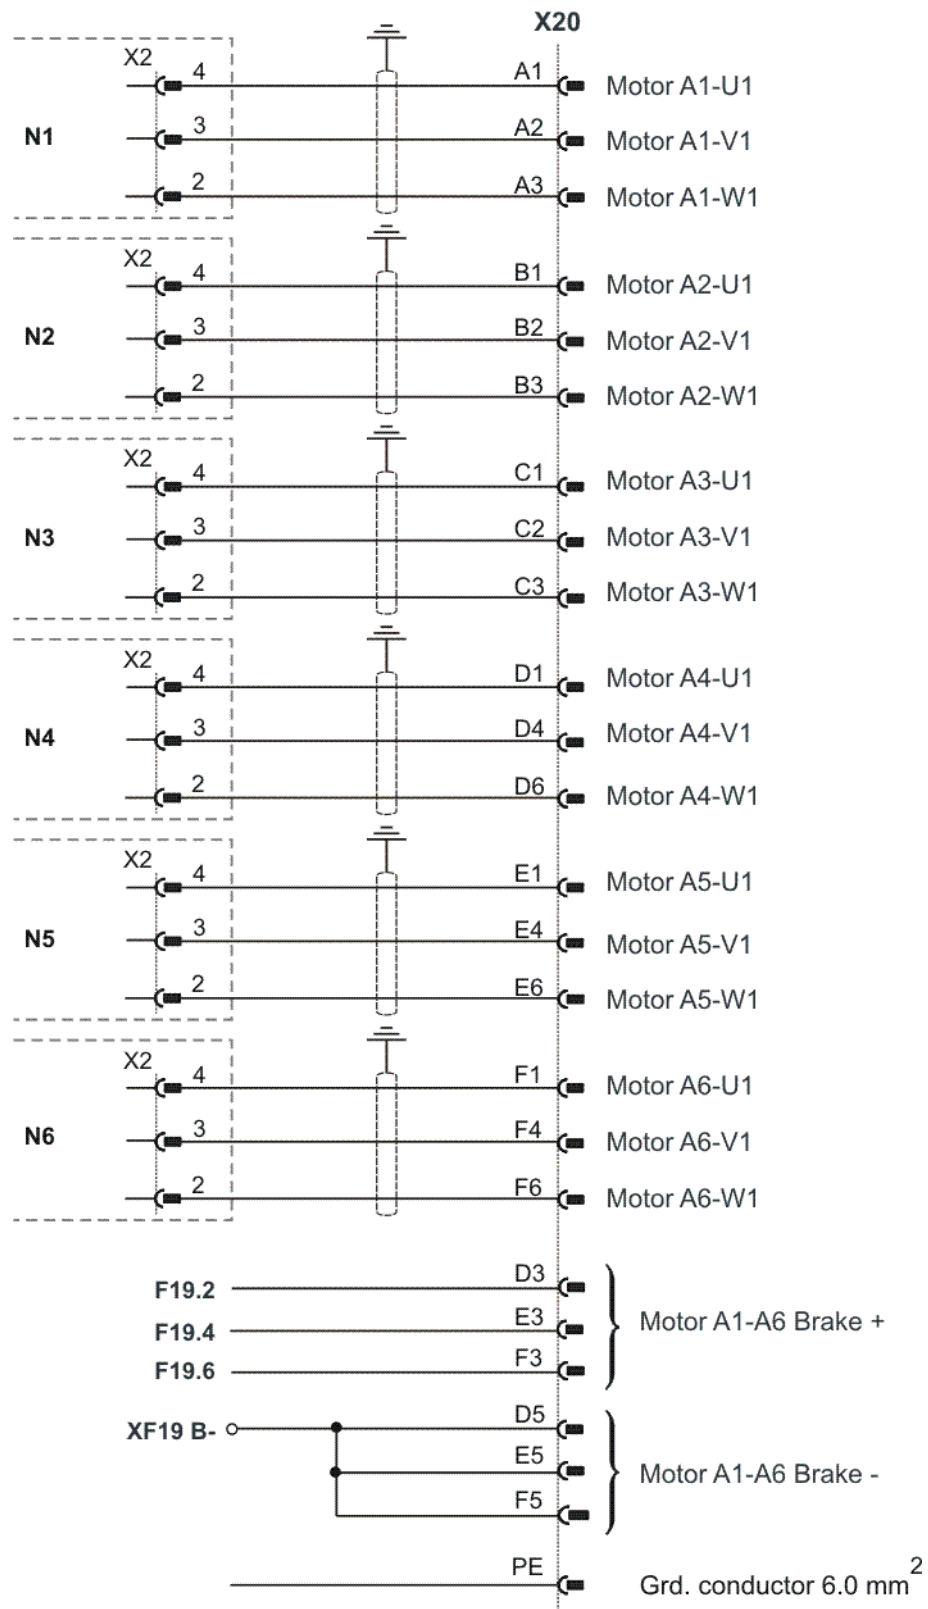 X20
X2
4 A1 Motor A1-U1
N1 3 A2 Motor A1-V1
2 A3 Motor A1-W1
X2
4 B1 Motor A2-U1
N2 3 B2 Motor A2-V1
2 B3 Motor A2-W1
X2
4 C1 Motor A3-U1
N3 3 C2 Motor A3-V1
2 C3 Motor A3-W1
X2
4 D1 Motor A4-U1
N4 3 D4 Motor A4-V1
2 D6 Motor A4-W1
X2
4 E1 Motor A5-U1
N5 3 E4 Motor A5-V1
2 E6 Motor A5-W1
X2
4 F1 Motor A6-U1
N6 3 F4 Motor A6-V1
2 F6 Motor A6-W1
F19.2 D3
F19.4 E3 Motor A1-A6 Brake +
F19.6 F3
XF19 B- D5
E5 Motor A1-A6 Brake -
F5
PE Grd. conductor 6.0 mm²